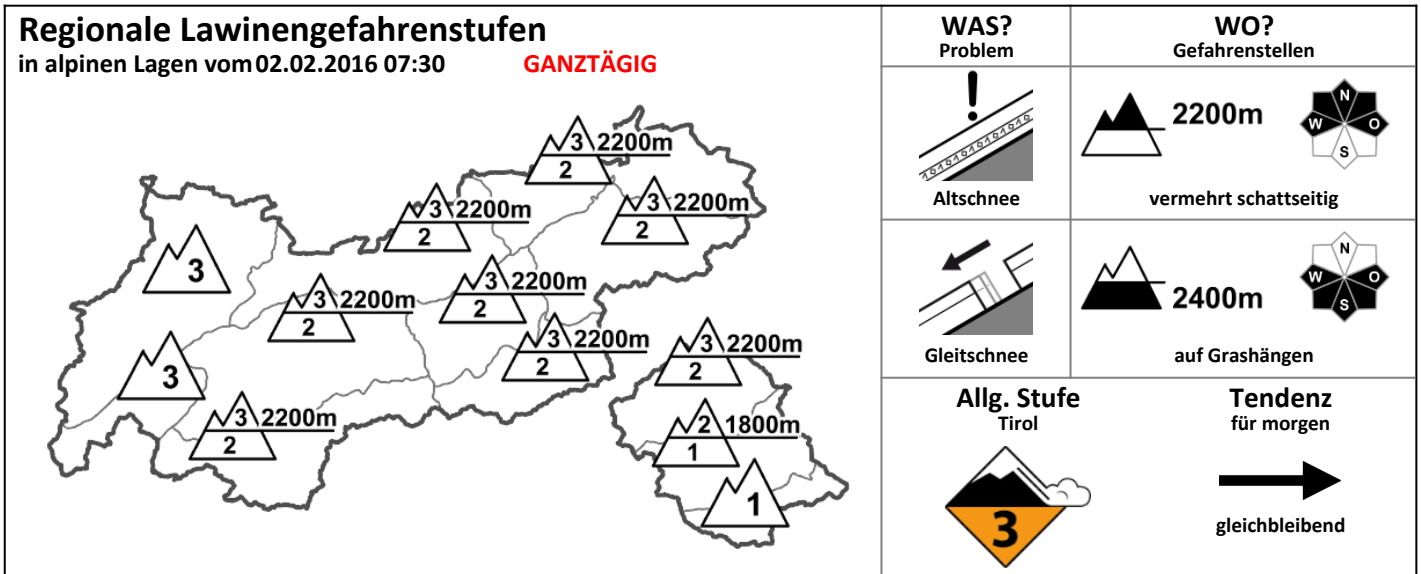 Regionale Lawinengefahrenstufen
in alpinen Lagen vom 02.02.2016 07:30 GANZTÄGIG
3 2200m
2
3 2200m
2
3 2200m
2
3
3 2200m
2
3 2200m
2
3 2200m
2
3
3 2200m
2
3 2200m
2
2 1800m
1
1
WAS?
Problem
WO?
Gefahrenstellen
!
Altschnee
2200m
N
W O
S
vermehrt schattseitig
Gleitschnee
2400m
N
W O
S
auf Grashängen
Allg. Stufe
Tirol
3
Tendenz
für morgen
gleichbleibend